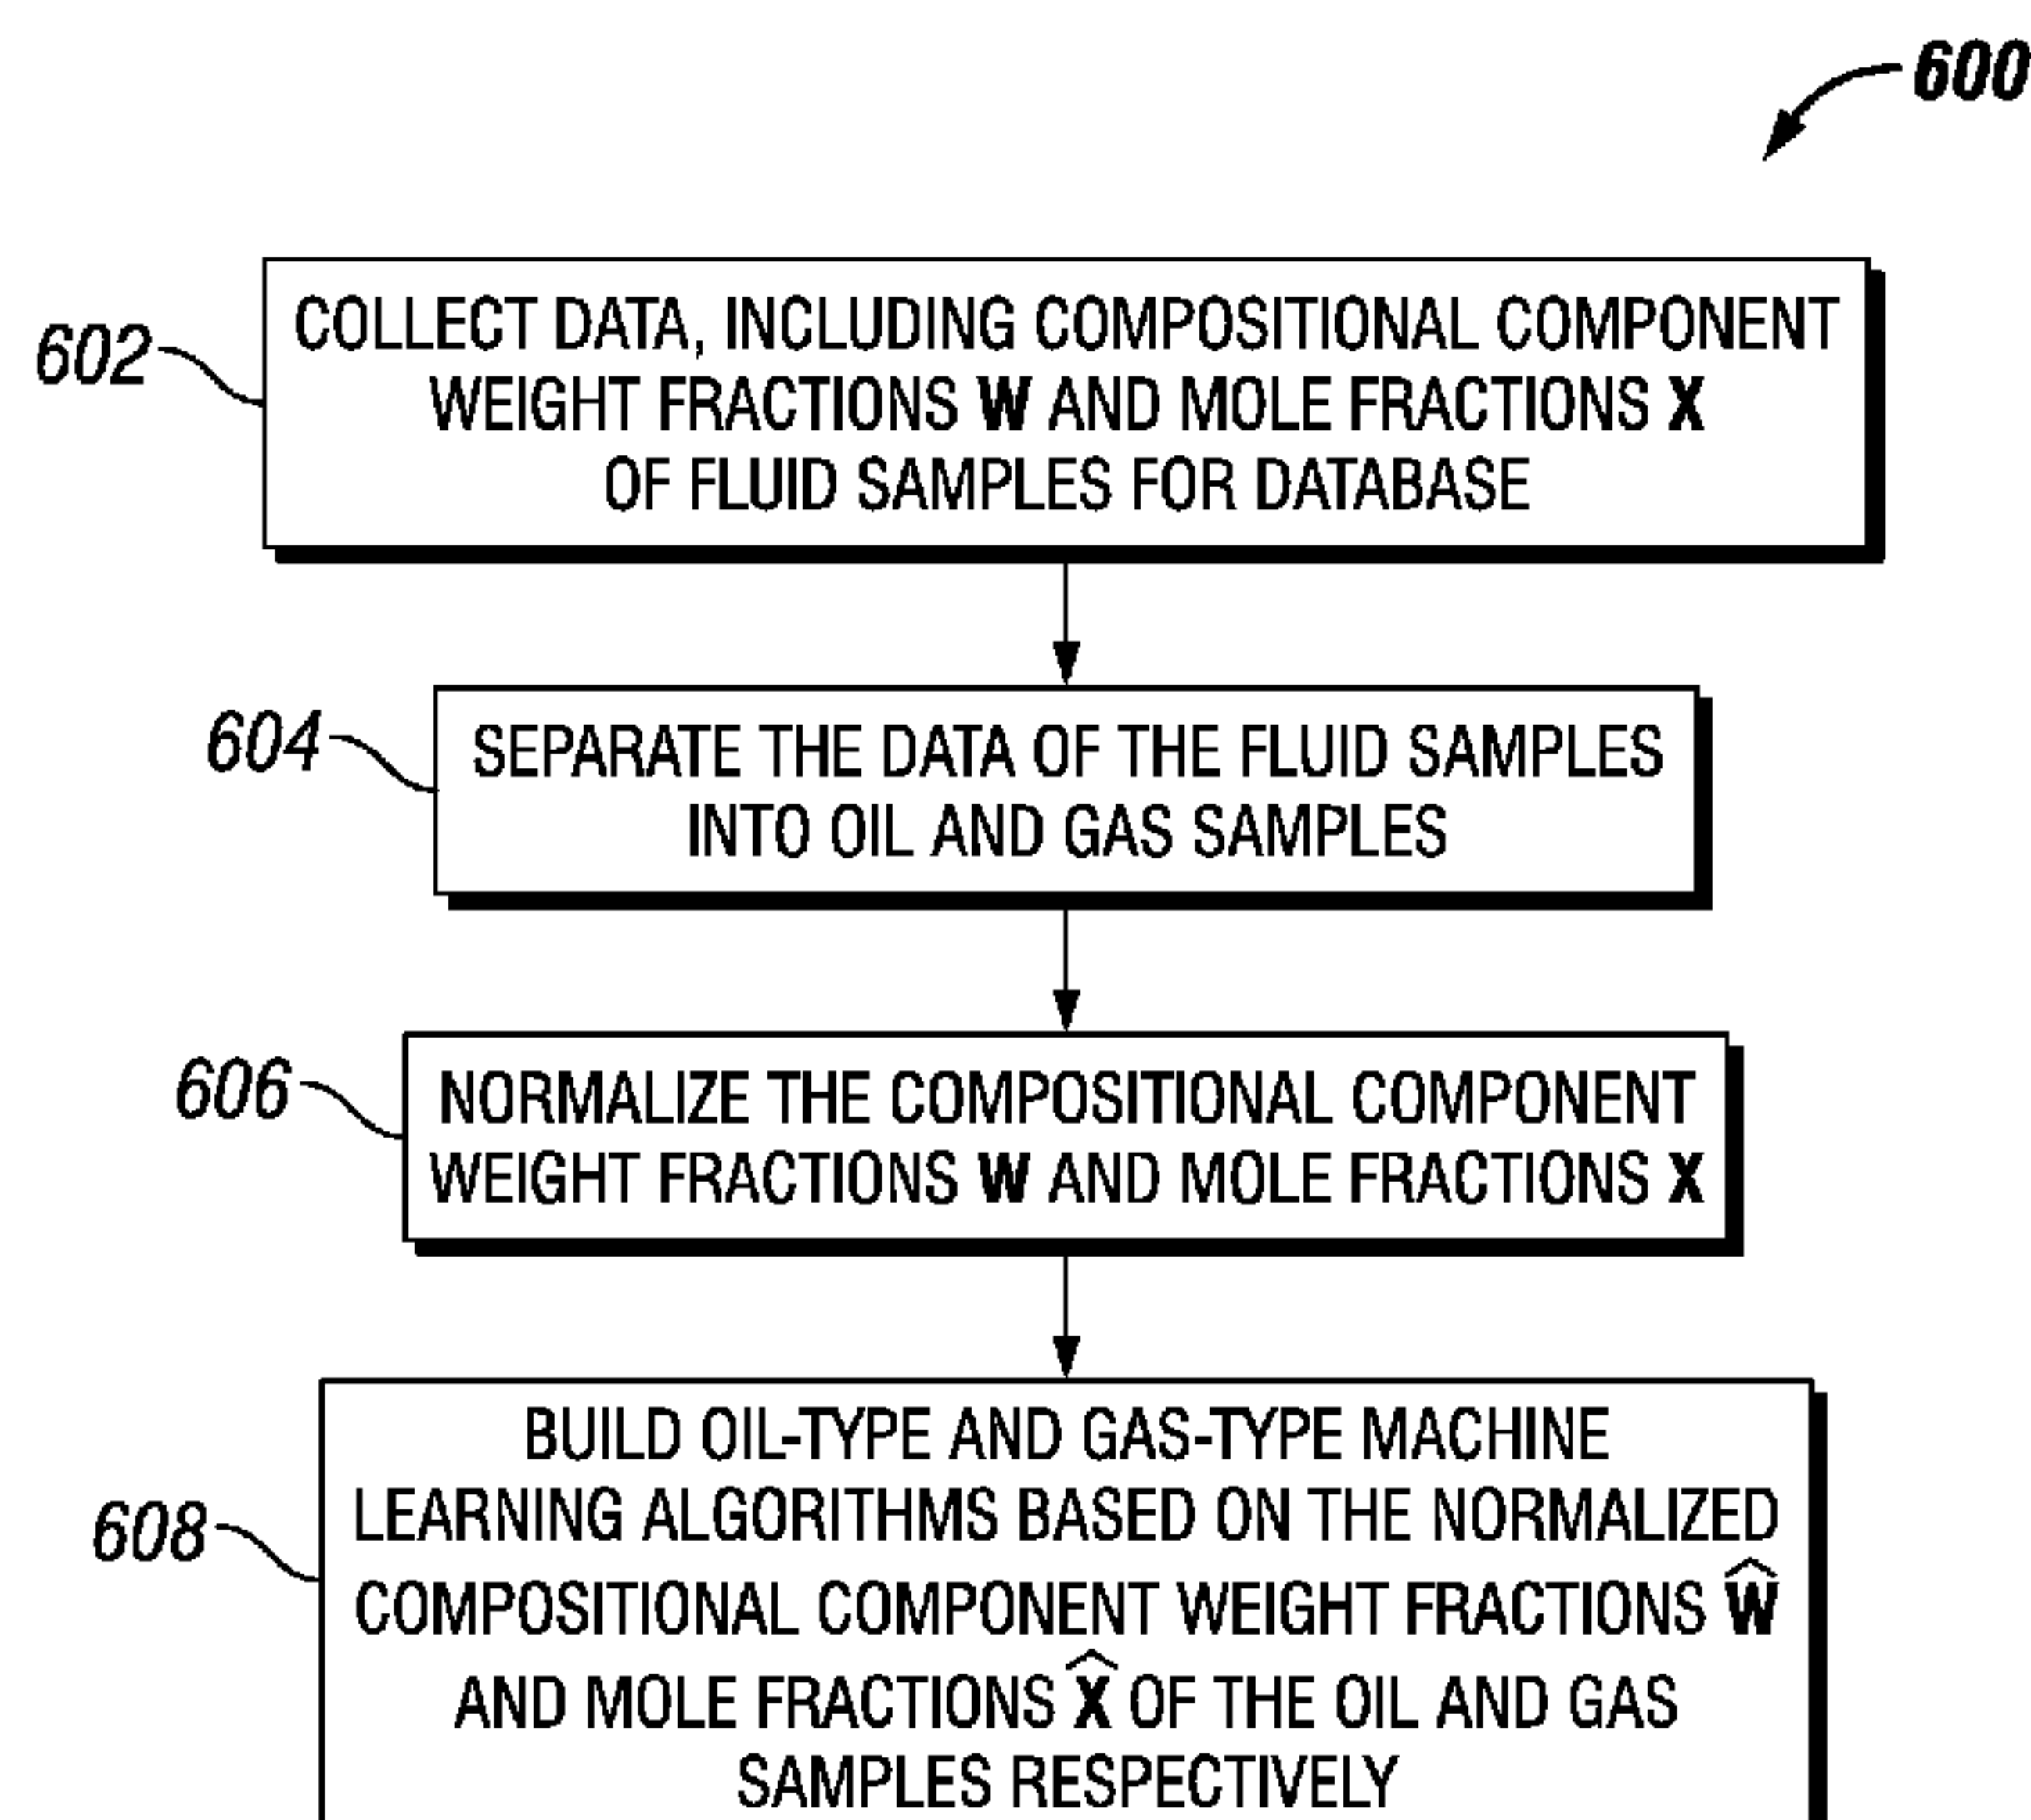 600
602
COLLECT DATA, INCLUDING COMPOSITIONAL COMPONENT
WEIGHT FRACTIONS W AND MOLE FRACTIONS X
OF FLUID SAMPLES FOR DATABASE
604
SEPARATE THE DATA OF THE FLUID SAMPLES
INTO OIL AND GAS SAMPLES
606
NORMALIZE THE COMPOSITIONAL COMPONENT
WEIGHT FRACTIONS W AND MOLE FRACTIONS X
608
BUILD OIL-TYPE AND GAS-TYPE MACHINE
LEARNING ALGORITHMS BASED ON THE NORMALIZED
COMPOSITIONAL COMPONENT WEIGHT FRACTIONS Ŵ
AND MOLE FRACTIONS X̂ OF THE OIL AND GAS
SAMPLES RESPECTIVELY